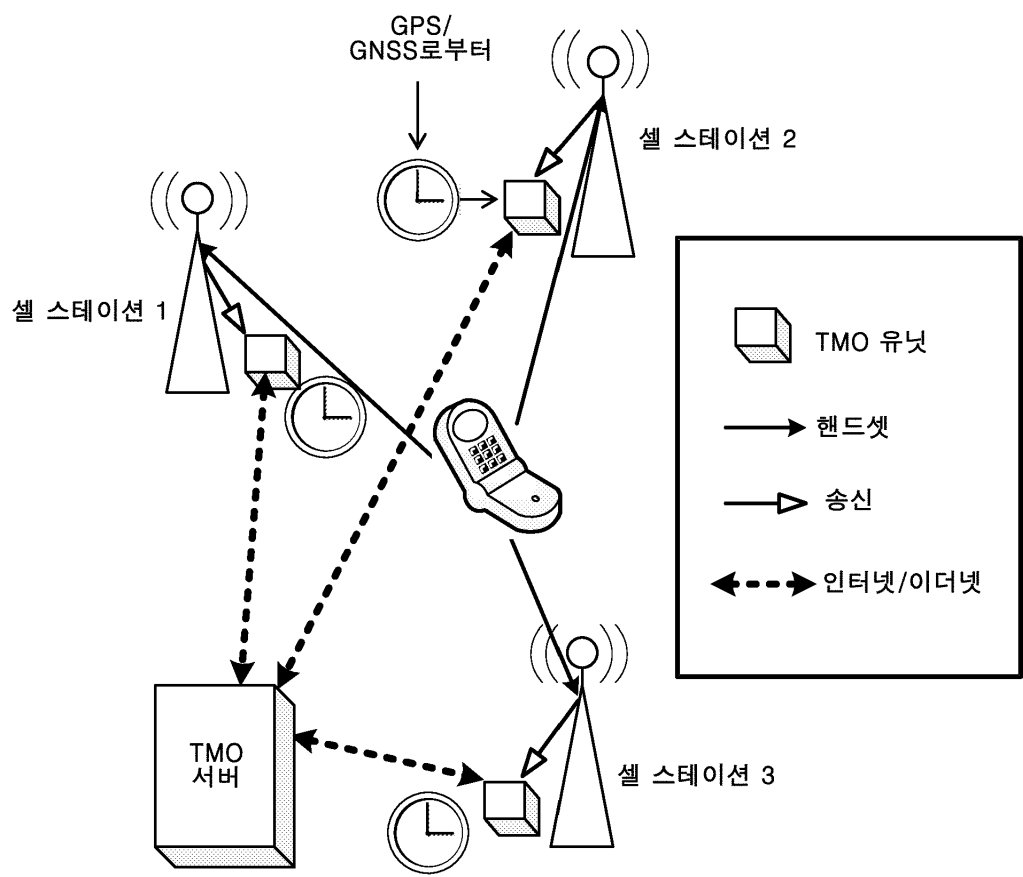 GPS/
GNSS로부터
셀 스테이션 2
셀 스테이션 1
TMO 유닛
핸드셋
송신
인터넷/이더넷
TMO
서버
셀 스테이션 3